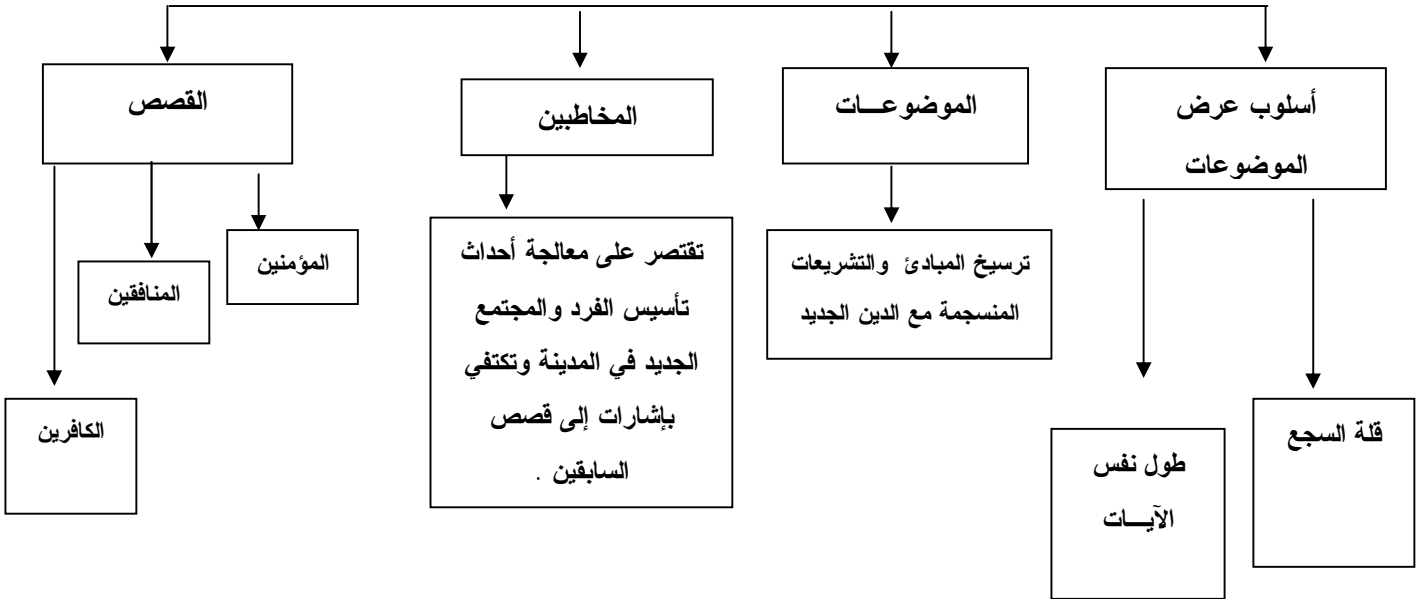 أسلوب عرض
الموضوعات
الموضوعـــات
المخاطبين
القصص
قلة السجع
طول نفس
الآيـــات
ترسيخ المبادئ والتشريعات
المنسجمة مع الدين الجديد
تقتصر على معالجة أحداث
تأسيس الفرد والمجتمع
الجديد في المدينة وتكتفي
بإشارات إلى قصص
السابقين .
المؤمنين
المنافقين
الكافرين